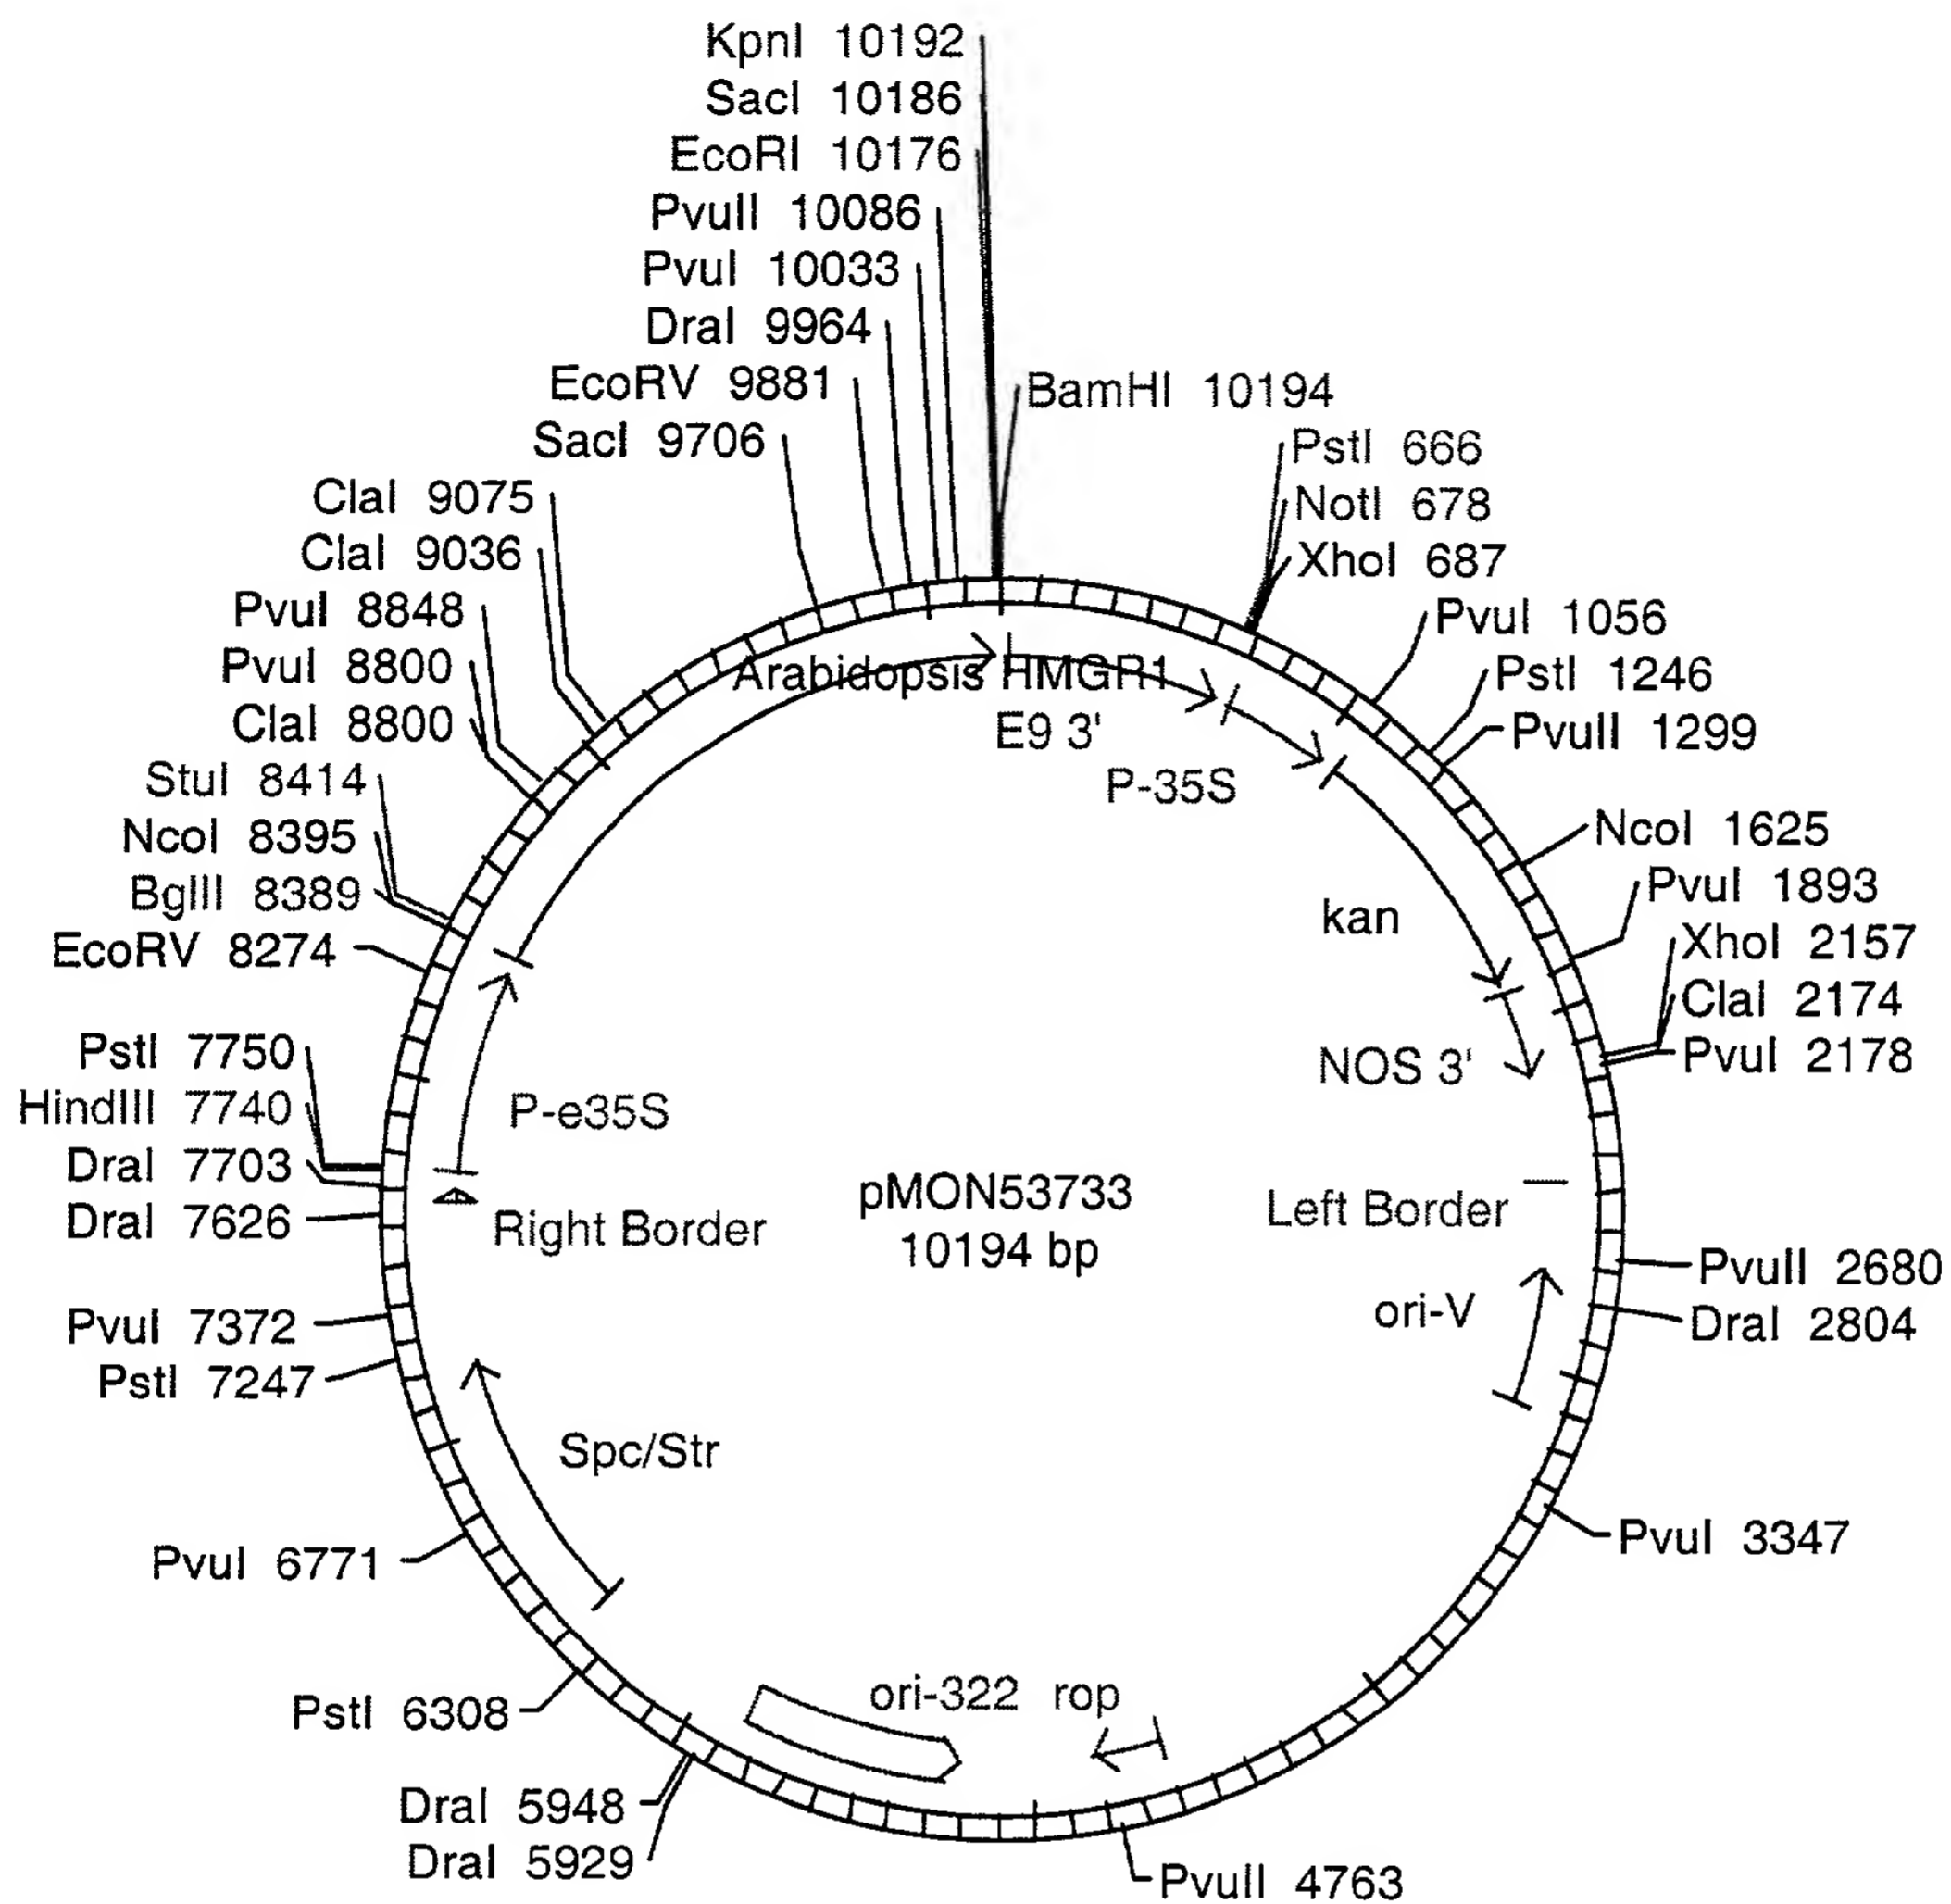 KpnI 10192
SacI 10186
EcoRI 10176
PvuII 10086
PvuI 10033
DraI 9964
EcoRV 9881
SacI 9706
ClaI 9075
ClaI 9036
PvuI 8848
PvuI 8800
ClaI 8800
StuI 8414
NcoI 8395
BglII 8389
EcoRV 8274
PstI 7750
HindIII 7740
DraI 7703
DraI 7626
PvuI 7372
PstI 7247
PvuI 6771
PstI 6308
DraI 5948
DraI 5929
BamHI 10194
PstI 666
NotI 678
XhoI 687
PvuI 1056
PstI 1246
PvuII 1299
NcoI 1625
PvuI 1893
XhoI 2157
ClaI 2174
PvuI 2178
PvuII 2680
DraI 2804
PvuI 3347
PvuII 4763
Arabidopsis HMGR1
E9 3'
P-35S
kan
NOS 3'
Left Border
ori-V
P-e35S
Right Border
pMON53733
10194 bp
Spc/Str
ori-322 rop